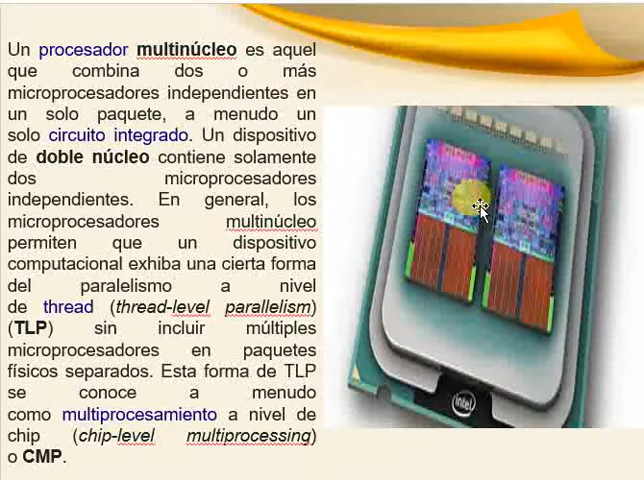 Un procesador multinúcleo es aquel
que combina dos o más
microprocesadores independientes en
un solo paquete, a menudo un
solo circuito integrado. Un dispositivo
de doble núcleo contiene solamente
dos microprocesadores
independientes. En general, los
microprocesadores multinúcleo
permiten que un dispositivo
computacional exhiba una cierta forma
del paralelismo a nivel
de thread (thread-level parallelism)
(TLP) sin incluir múltiples
microprocesadores en paquetes
físicos separados. Esta forma de TLP
se conoce a menudo
como multiprocesamiento a nivel de
chip (chip-level multiprocessing)
o CMP.
intel